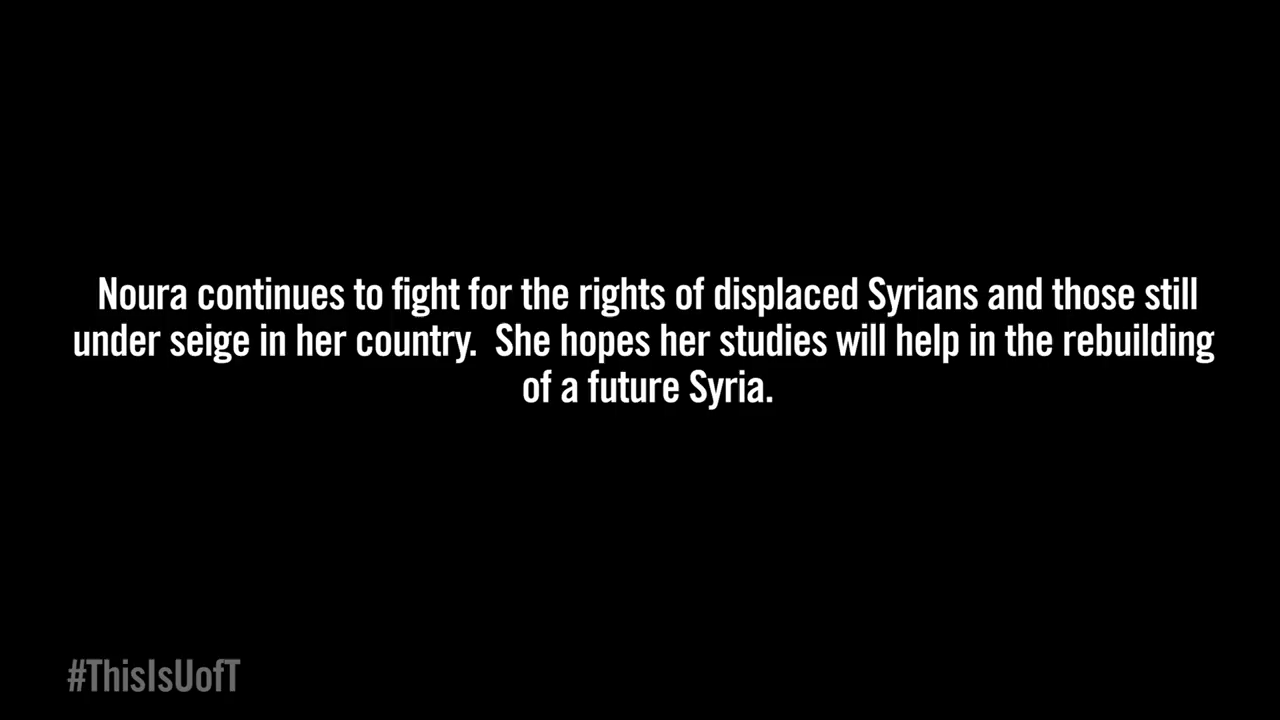 Noura continues to fight for the rights of displaced Syrians and those still
under seige in her country.  She hopes her studies will help in the rebuilding
of a future Syria.
#ThisIsUofT